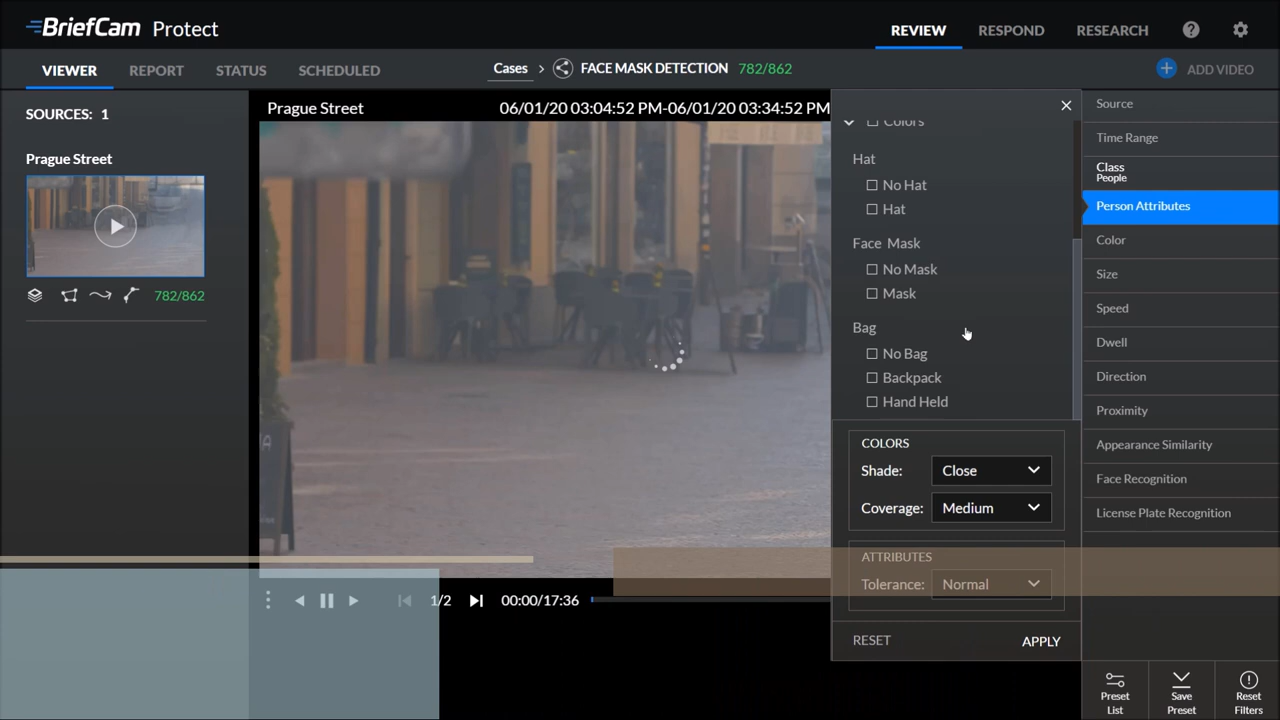 BriefCam Protect
REVIEW RESPOND RESEARCH ?
VIEWER REPORT STATUS SCHEDULED
Cases > FACE MASK DETECTION 782/862
+ ADD VIDEO
SOURCES: 1
Prague Street
782/862
Prague Street 06/01/20 03:04:52 PM-06/01/20 03:34:52 PM
1/2 00:00/17:36
Colors
Hat
No Hat
Hat
Face Mask
No Mask
Mask
Bag
No Bag
Backpack
Hand Held
COLORS
Shade: Close
Coverage: Medium
ATTRIBUTES
Tolerance: Normal
RESET APPLY
Source
Time Range
Class
People
Person Attributes
Color
Size
Speed
Dwell
Direction
Proximity
Appearance Similarity
Face Recognition
License Plate Recognition
Preset List
Save Preset
Reset Filters